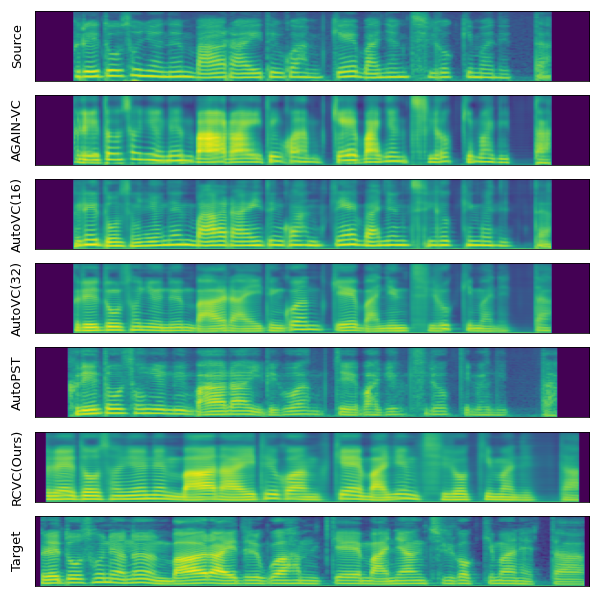 Source
AGAIN-VC
AutoVC(16)
AutoVC(32)
AutoPST
RCVC(Ours)
Target